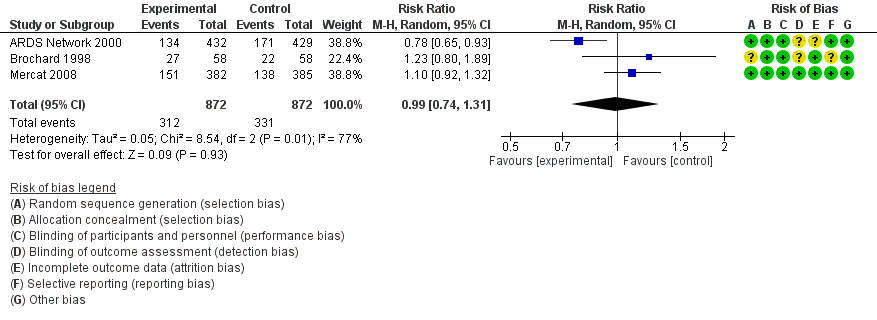 Experimental Control Risk Ratio Risk Ratio Risk of Bias
Study or Subgroup Events Total Events Total Weight M-H, Random, 95% CI M-H, Random, 95% CI A B C D E F G
ARDS Network 2000 134 432 171 429 38.8% 0.78 [0.65, 0.93] + + + ? ? + +
Brochard 1998 27 58 22 58 22.4% 1.23 [0.80, 1.89] ? + + ? + ? +
Mercat 2008 151 382 138 385 38.8% 1.10 [0.92, 1.32] + + + + + + +
Total (95% CI) 872 872 100.0% 0.99 [0.74, 1.31]
Total events 312 331
Heterogeneity: Tau² = 0.05; Chi² = 8.54, df = 2 (P = 0.01); I² = 77%
Test for overall effect: Z = 0.09 (P = 0.93)
0.5 0.7 1 1.5 2
Favours [experimental] Favours [control]
Risk of bias legend
(A) Random sequence generation (selection bias)
(B) Allocation concealment (selection bias)
(C) Blinding of participants and personnel (performance bias)
(D) Blinding of outcome assessment (detection bias)
(E) Incomplete outcome data (attrition bias)
(F) Selective reporting (reporting bias)
(G) Other bias